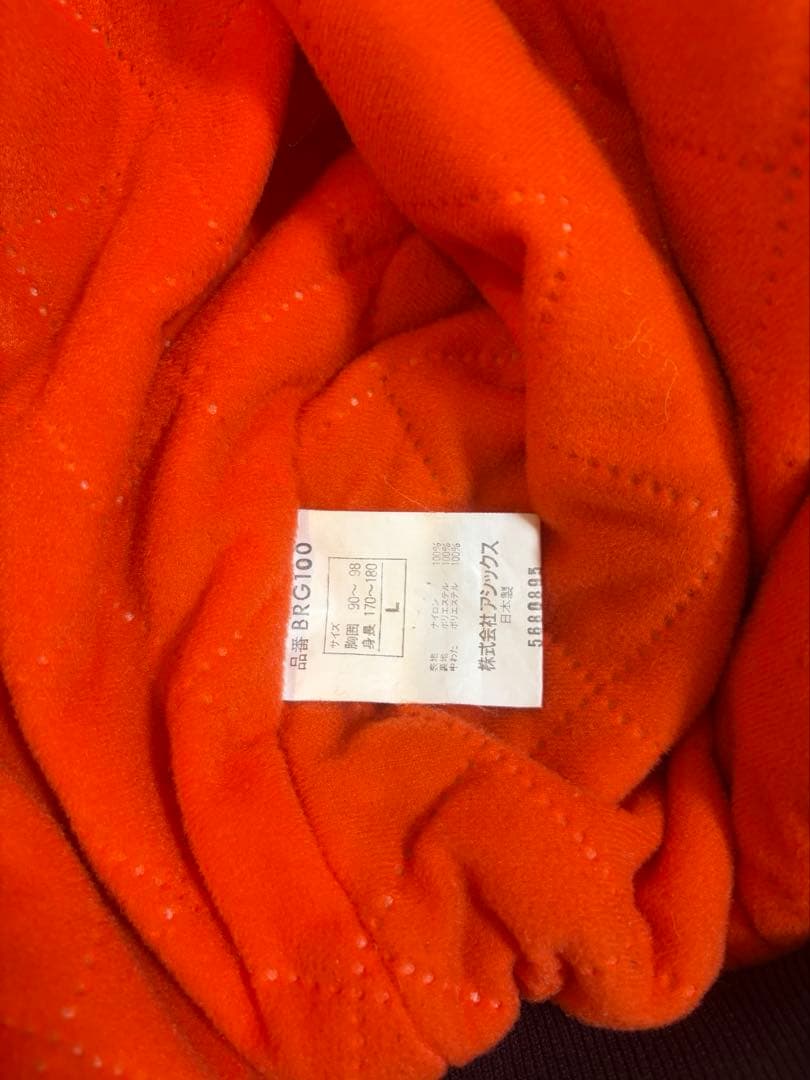 品番 BRG100
サイズ
胸囲 90〜98
身長 170〜180
L
表地 ナイロン 100%
裏地 ポリエステル 100%
中わた ポリエステル 100%
株式会社アシックス
日本製
5680895